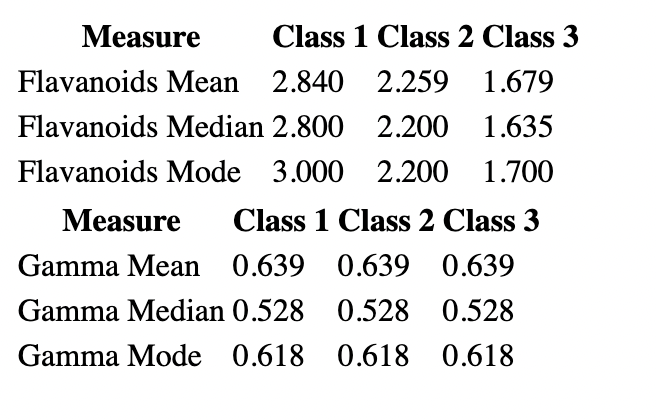 Measure Class 1 Class 2 Class 3
Flavanoids Mean 2.840 2.259 1.679
Flavanoids Median 2.800 2.200 1.635
Flavanoids Mode 3.000 2.200 1.700
Measure Class 1 Class 2 Class 3
Gamma Mean 0.639 0.639 0.639
Gamma Median 0.528 0.528 0.528
Gamma Mode 0.618 0.618 0.618